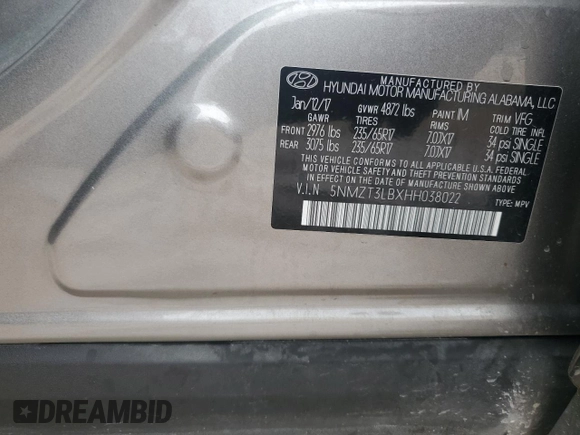 MANUFACTURED BY
HYUNDAI MOTOR MANUFACTURING ALABAMA, LLC
Jan/12/17 GVWR 4872 lbs PAINT IM TRIM YFG
GAWR TIRES RIMS COLD TIRE INFL
FRONT 2976 lbs 235/65R17 7.0JX17 34 psi SINGLE
REAR 3075 lbs 235/65R17 7.0JX17 34 psi SINGLE
THIS VEHICLE CONFORMS TO ALL APPLICABLE U.S.A. FEDERAL
MOTOR VEHICLE SAFETY AND THEFT PREVENTION STANDARDS
IN EFFECT ON THE DATE OF MANUFACTURE SHOWN ABOVE.
V.I.N 5NMZT3LBXHH038022
TYPE: MPV
DREAMBID